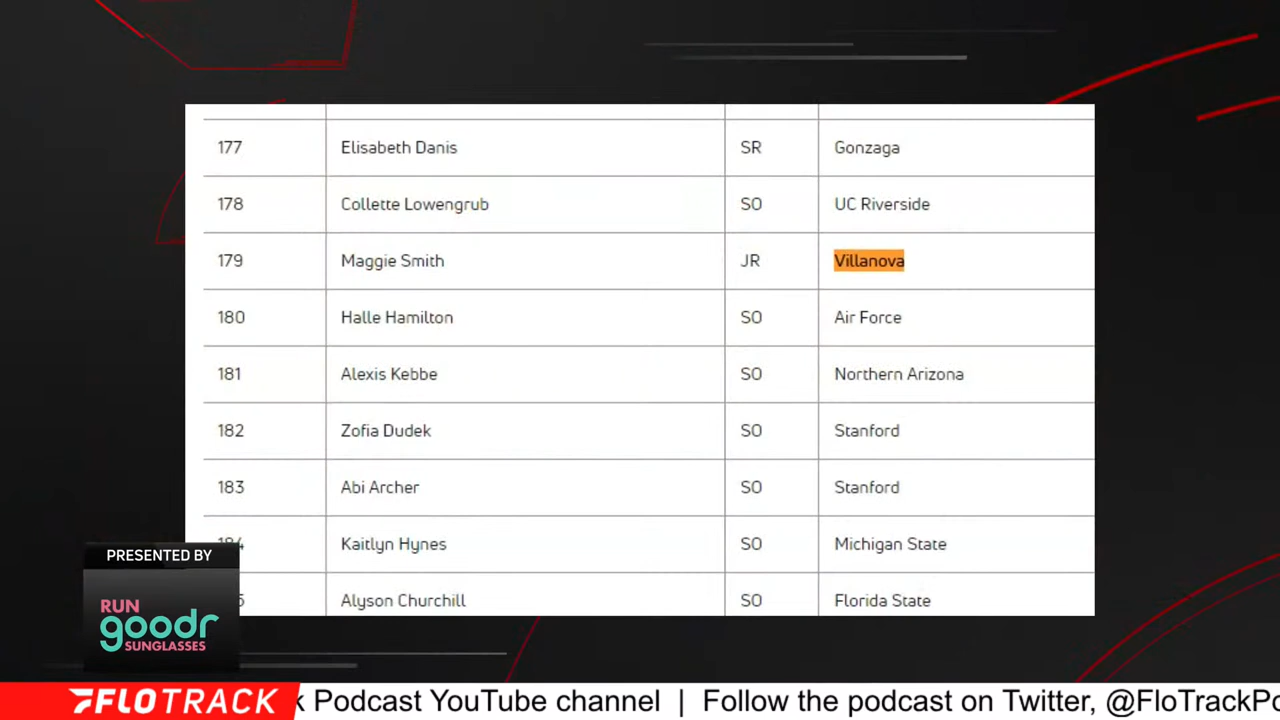 177 Elisabeth Danis SR Gonzaga
178 Collette Lowengrub SO UC Riverside
179 Maggie Smith JR Villanova
180 Halle Hamilton SO Air Force
181 Alexis Kebbe SO Northern Arizona
182 Zofia Dudek SO Stanford
183 Abi Archer SO Stanford
184 Kaitlyn Hynes SO Michigan State
5 Alyson Churchill SO Florida State
PRESENTED BY
RUN
goodr
SUNGLASSES
FLOTRACK k Podcast YouTube channel | Follow the podcast on Twitter, @FloTrackPo